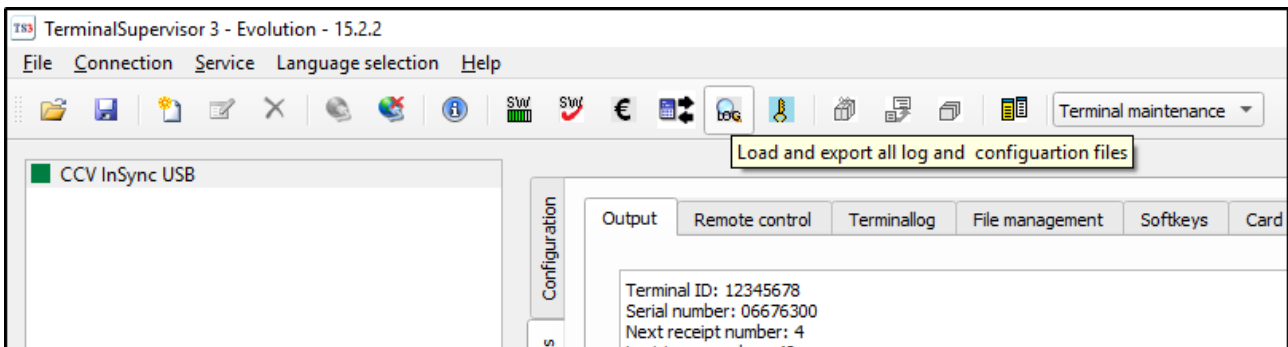 TS3 TerminalSupervisor 3 - Evolution - 15.2.2
File Connection Service Language selection Help
SW SW € LOG Terminal maintenance
Load and export all log and configuartion files
CCV InSync USB
Configuration
Output Remote control Terminallog File management Softkeys Card
Terminal ID: 12345678
Serial number: 06676300
Next receipt number: 4